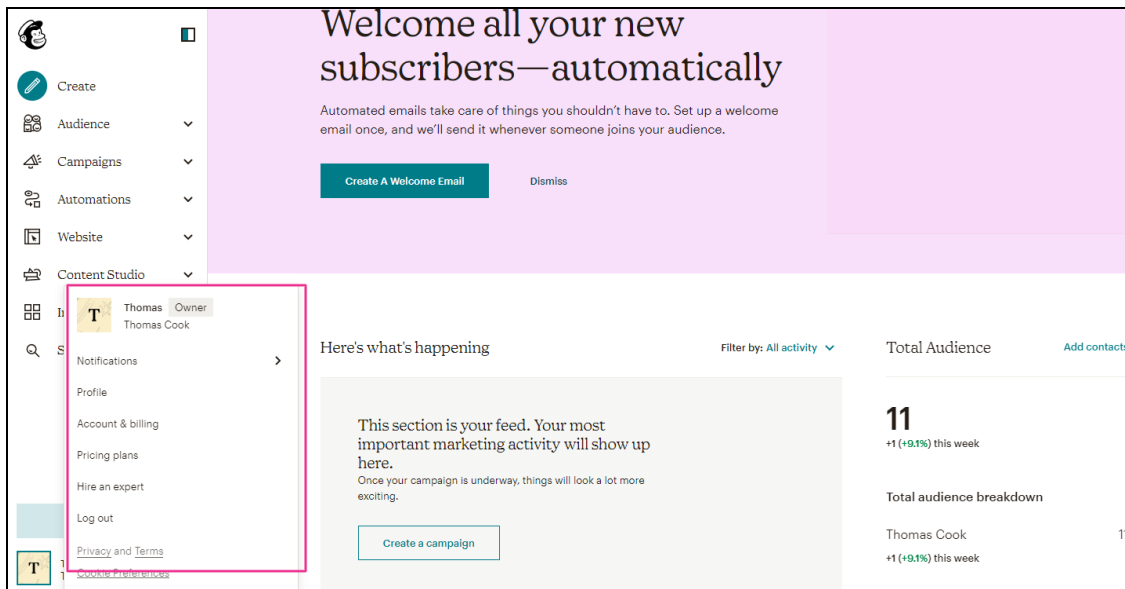 Welcome all your new
subscribers—automatically
Automated emails take care of things you shouldn't have to. Set up a welcome
email once, and we'll send it whenever someone joins your audience.
Create A Welcome Email
Dismiss
Create
Audience
Campaigns
Automations
Website
Content Studio
T
Thomas Owner
Thomas Cook
Notifications
Profile
Account & billing
Pricing plans
Hire an expert
Log out
Privacy and Terms
Cookie Preferences
T
Here's what's happening
Filter by: All activity
This section is your feed. Your most
important marketing activity will show up
here.
Once your campaign is underway, things will look a lot more
exciting.
Create a campaign
Total Audience
Add contacts
11
+1 (+9.1%) this week
Total audience breakdown
Thomas Cook
11
+1 (+9.1%) this week